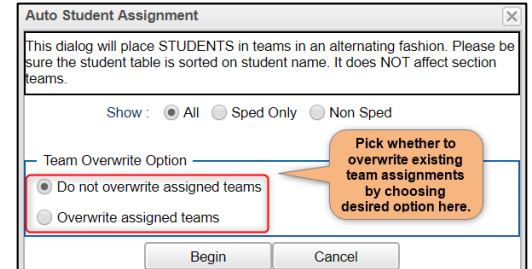 Auto Student Assignment
This dialog will place STUDENTS in teams in an alternating fashion. Please be
sure the student table is sorted on student name. It does NOT affect section
teams.
Show : All Sped Only Non Sped
Pick whether to
overwrite existing
team assignments
by choosing
desired option here.
Team Overwrite Option
Do not overwrite assigned teams
Overwrite assigned teams
Begin Cancel